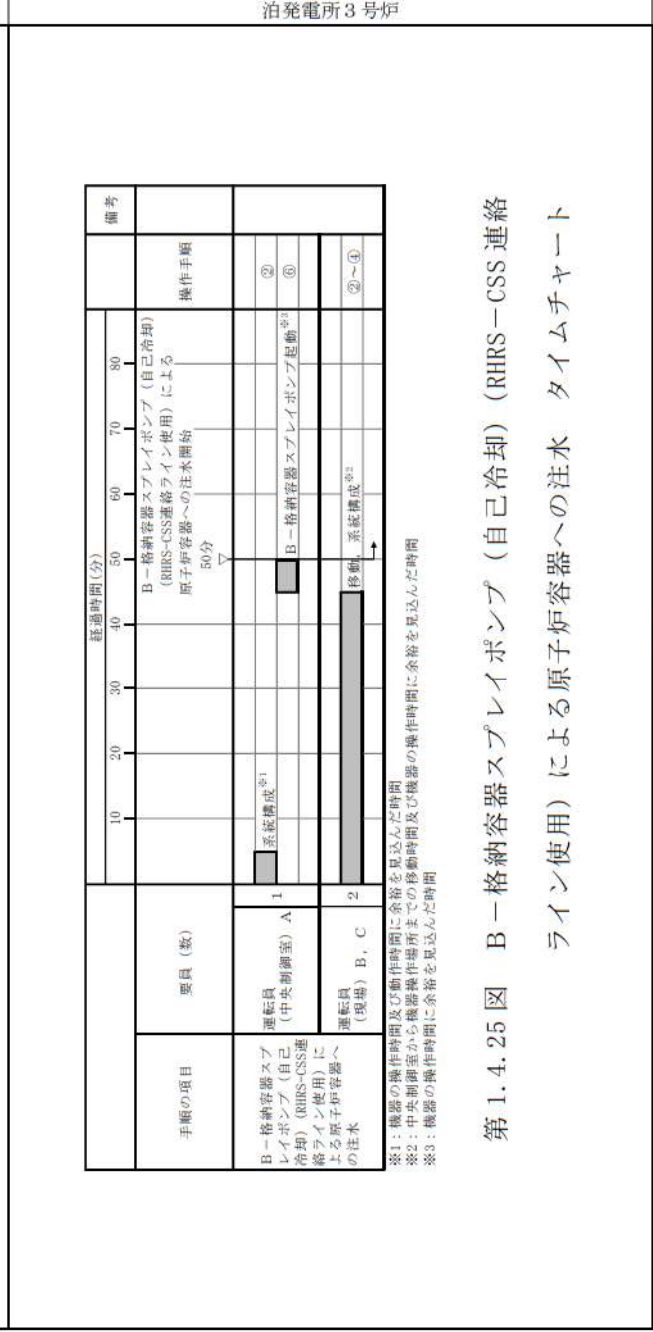 泊発電所3号炉
経過時間(分)
備考
10
20
30
40
50
60
70
80
手順の項目
要員（数）
B－格納容器スプレイポンプ（自己冷却）
(RHRS-CSS連絡ライン使用）による
原子炉容器への注水開始
50分
▽
操作手順
B－格納容器スプ
レイポンプ（自己
冷却）（RHRS-CSS連
絡ライン使用）に
よる原子炉容器へ
の注水
運転員
（中央制御室）A
1
系統構成※1
B－格納容器スプレイポンプ起動※3
②
⑥
運転員
（現場）B，C
2
移動，系統構成※2
②～④
※1：機器の操作時間及び動作時間に余裕を見込んだ時間
※2：中央制御室から機器操作場所までの移動時間及び機器の操作時間に余裕を見込んだ時間
※3：機器の操作時間に余裕を見込んだ時間
第 1.4.25 図　B－格納容器スプレイポンプ（自己冷却）（RHRS－CSS 連絡
ライン使用）による原子炉容器への注水　タイムチャート